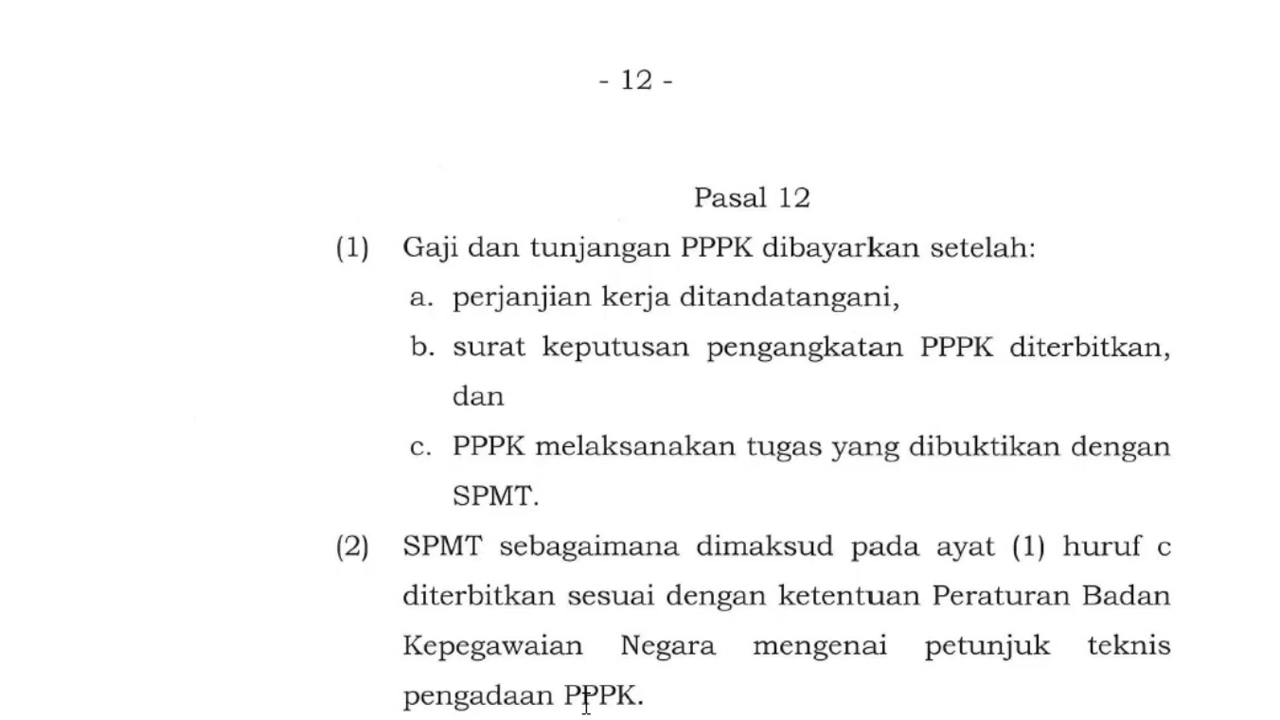 - 12 -
Pasal 12
(1) Gaji dan tunjangan PPPK dibayarkan setelah:
a. perjanjian kerja ditandatangani,
b. surat keputusan pengangkatan PPPK diterbitkan,
dan
c. PPPK melaksanakan tugas yang dibuktikan dengan
SPMT.
(2) SPMT sebagaimana dimaksud pada ayat (1) huruf c
diterbitkan sesuai dengan ketentuan Peraturan Badan
Kepegawaian Negara mengenai petunjuk teknis
pengadaan PPPK.